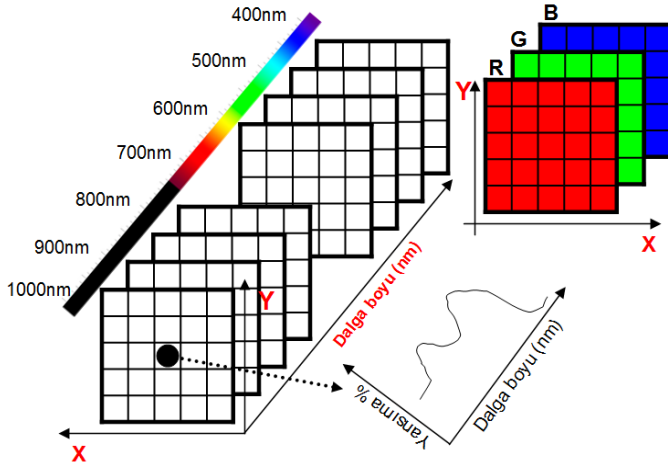 400nm
500nm
600nm
700nm
800nm
900nm
1000nm
Y
X
Dalga boyu (nm)
B
G
R
Y
X
Yansıma %
Dalga boyu (nm)